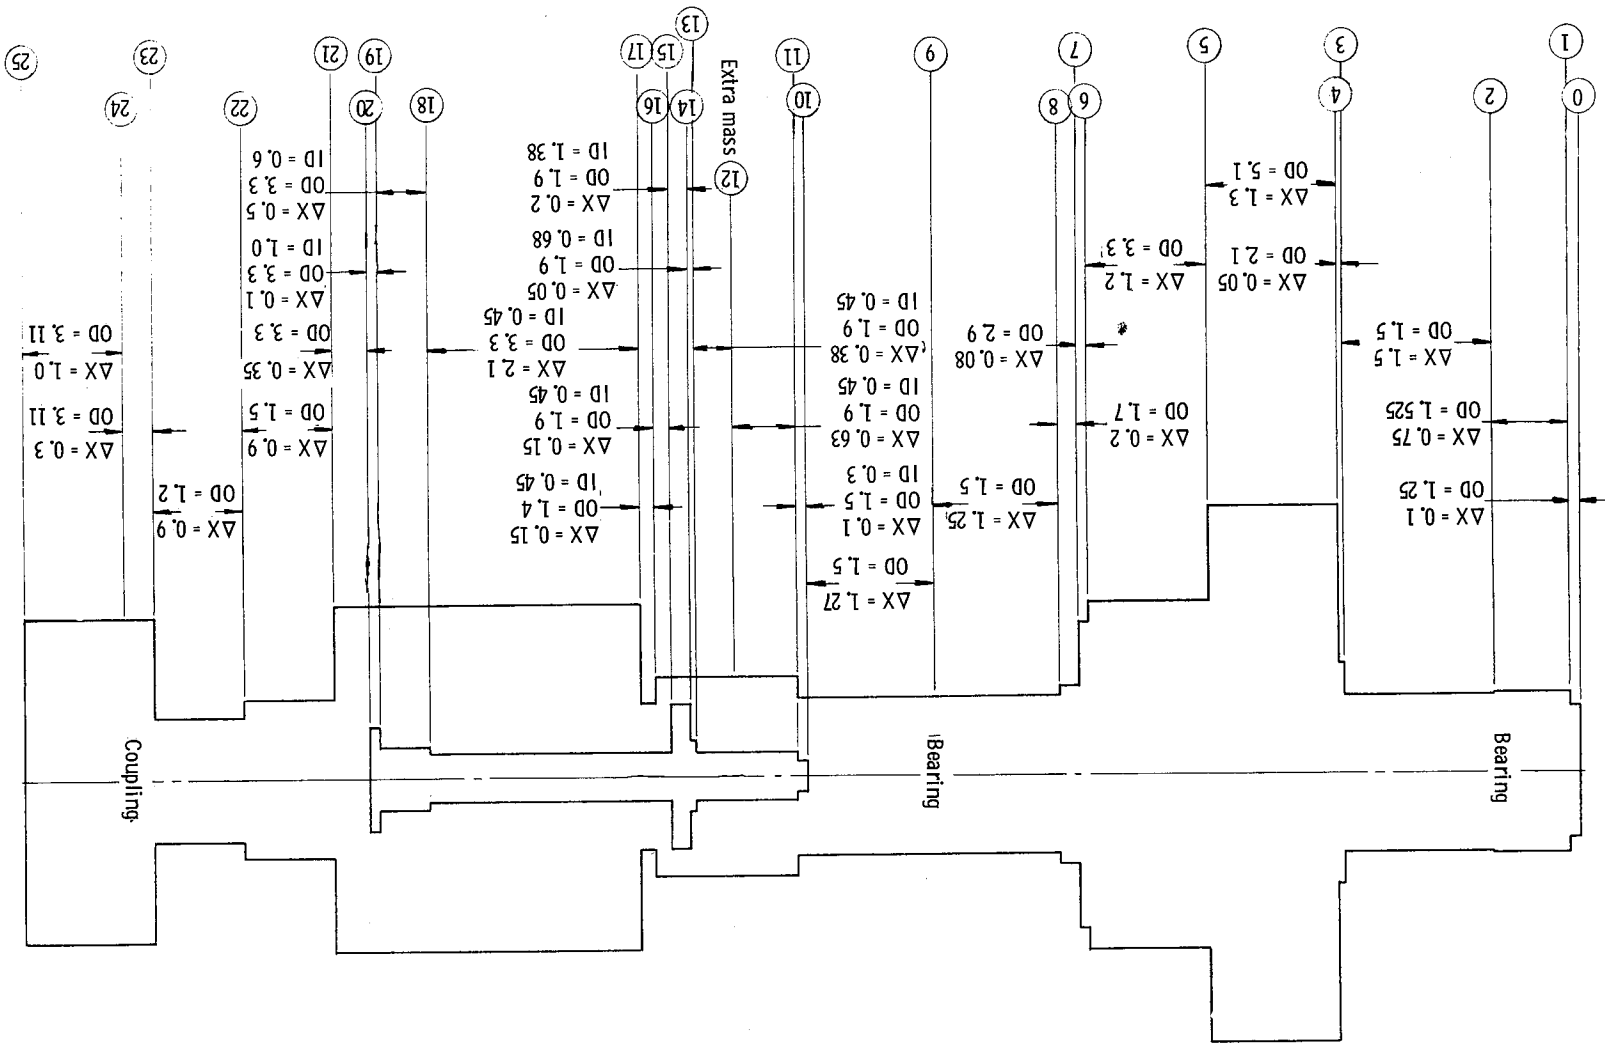 Bearing
Bearing
Coupling
ΔX = 1.27
OD = 1.5
ΔX = 0.1
OD = 1.25
ΔX = 1.25
OD = 1.5
ΔX = 0.1
OD = 1.5
ID = 0.3
ΔX = 0.15
OD = 1.4
ID = 0.45
ΔX = 0.9
OD = 1.2
ΔX = 0.75
OD = 1.525
ΔX = 0.2
OD = 1.7
ΔX = 0.63
OD = 1.9
ID = 0.45
ΔX = 0.15
OD = 1.9
ID = 0.45
ΔX = 0.9
OD = 1.5
ΔX = 0.3
OD = 3.11
ΔX = 1.5
OD = 1.5
ΔX = 0.08
OD = 2.9
ΔX = 0.38
OD = 1.9
ID = 0.45
ΔX = 2.1
OD = 3.3
ID = 0.45
ΔX = 0.35
OD = 3.3
ΔX = 1.0
OD = 3.11
ΔX = 0.05
OD = 2.1
ΔX = 1.2
OD = 3.3
ΔX = 0.05
OD = 1.9
ID = 0.68
ΔX = 0.1
OD = 3.3
ID = 1.0
ΔX = 1.3
OD = 5.1
ΔX = 0.2
OD = 1.9
ID = 1.38
ΔX = 0.5
OD = 3.3
ID = 0.6
Extra mass
0
1
2
3
4
5
6
7
8
9
10
11
12
13
14
15
16
17
18
19
20
21
22
23
24
25